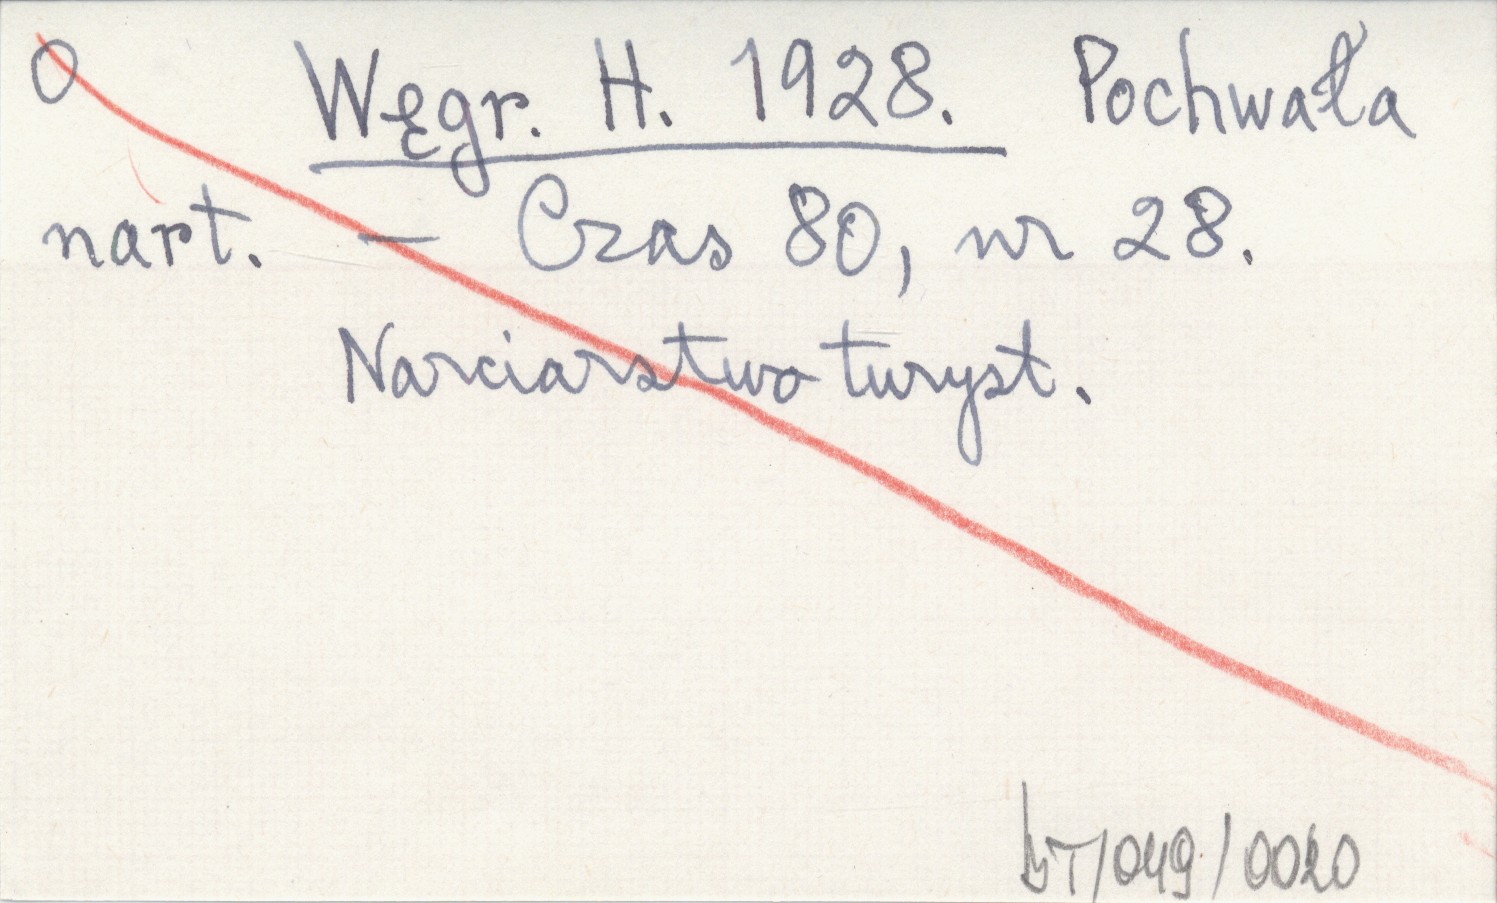 O Węgr. H. 1928. Pochwała
nart. — Czas 80, nr 28.
Narciarstwo turyst.
bT/049/0020